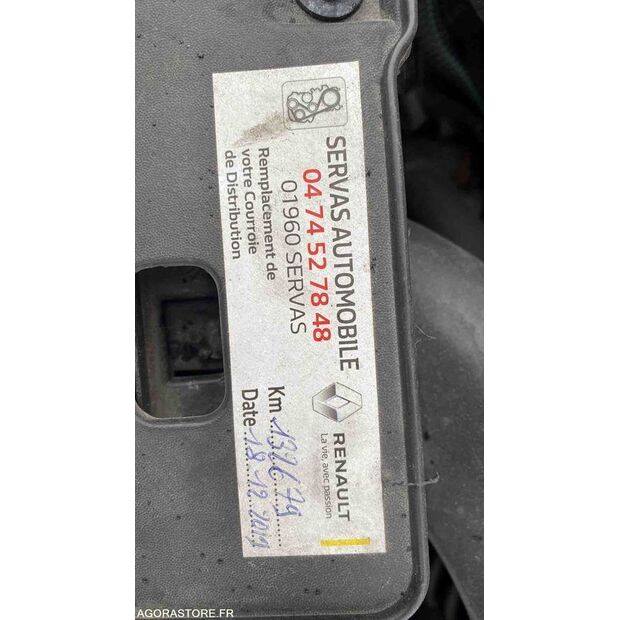 SERVAS AUTOMOBILE
04 74 52 78 48
01960 SERVAS
Remplacement de
votre Courroie
de Distribution
RENAULT
La vie, avec passion
Km 132679
Date 18.12.2019
AGORASTORE.FR